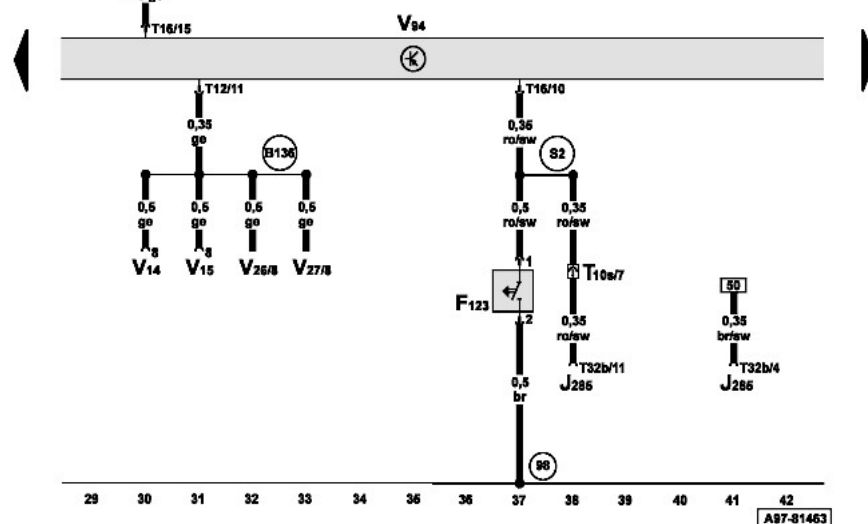 T16/15
V94
T12/11
T16/10
0,35
ge
0,35
ro/sw
B136
S2
0,5 0,5 0,5 0,5
ge ge ge ge
0,5 0,35
ro/sw ro/sw
8 8
V14 V15 V26/8 V27/8
1
T10s/7
50
F123
2
0,35
ro/sw
0,35
br/sw
T32b/11
T32b/4
J285
J285
0,5
br
98
29 30 31 32 33 34 35 36 37 38 39 40 41 42
A97-81463